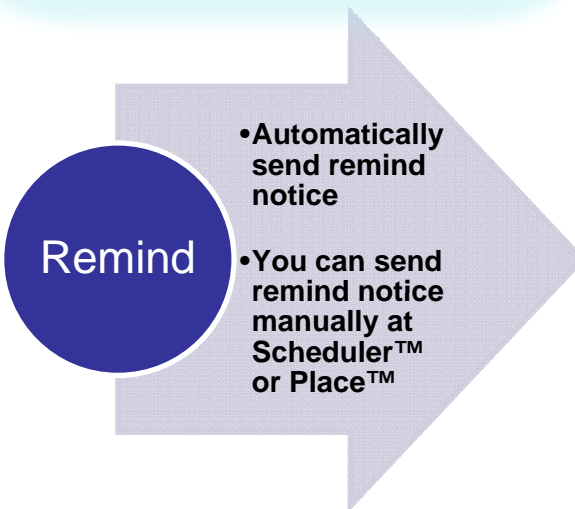 Remind
•Automatically
send remind
notice
•You can send
remind notice
manually at
Scheduler™
or Place™